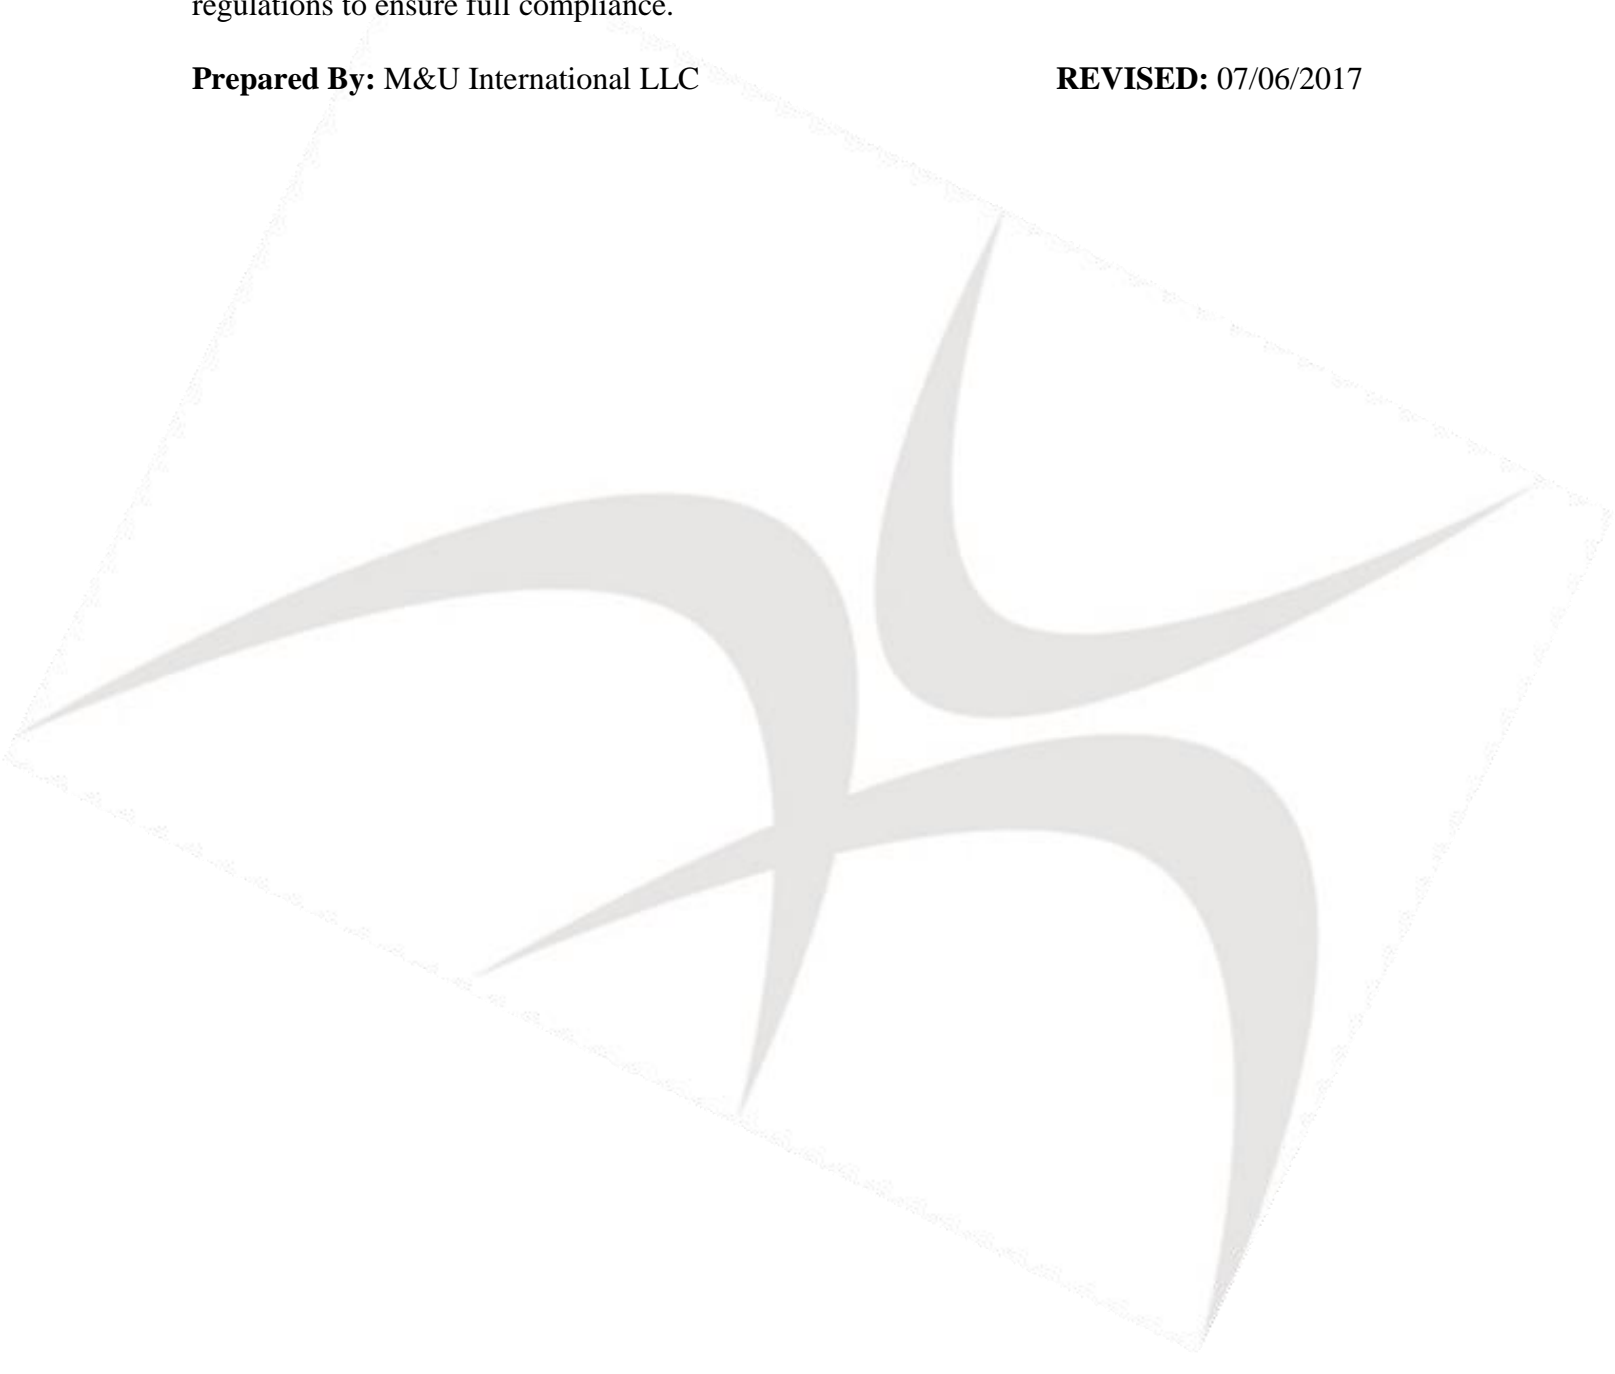 regulations to ensure full compliance.
Prepared By: M&U International LLC REVISED: 07/06/2017